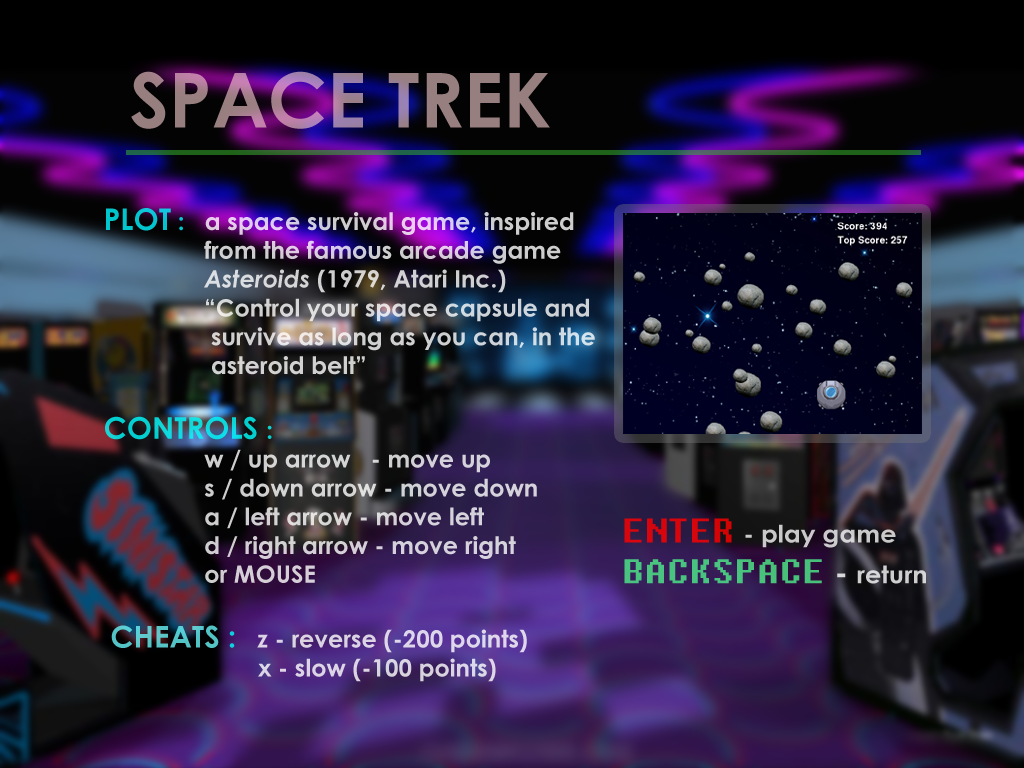 SPACE TREK
PLOT : a space survival game, inspired
from the famous arcade game
Asteroids (1979, Atari Inc.)
“Control your space capsule and
survive as long as you can, in the
asteroid belt”
Score: 394
Top Score: 257
CONTROLS :
w / up arrow - move up
s / down arrow - move down
a / left arrow - move left
d / right arrow - move right
or MOUSE
ENTER - play game
BACKSPACE - return
CHEATS : z - reverse (-200 points)
x - slow (-100 points)